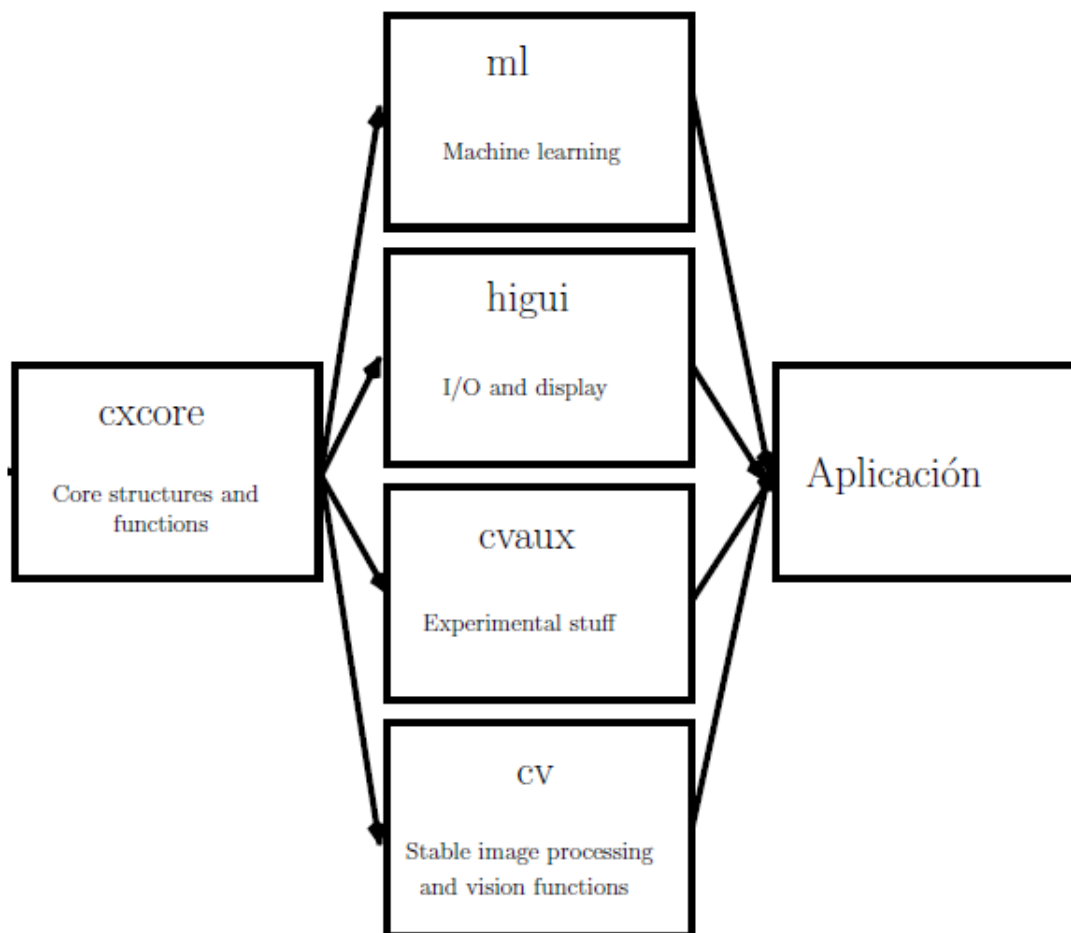 ml
Machine learning
higui
I/O and display
cxcore
Core structures and
functions
Aplicación
cvaux
Experimental stuff
cv
Stable image processing
and vision functions